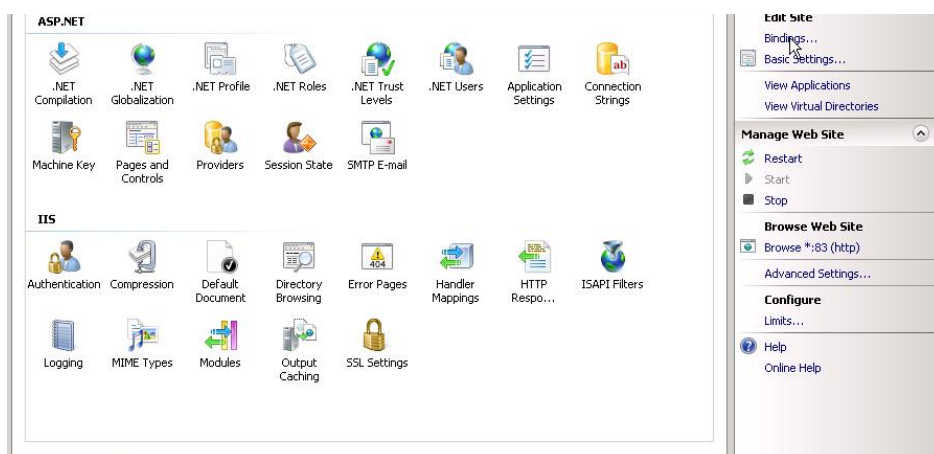 ASP.NET
.NET Compilation
.NET Globalization
.NET Profile
.NET Roles
.NET Trust Levels
.NET Users
Application Settings
Connection Strings
Machine Key
Pages and Controls
Providers
Session State
SMTP E-mail
IIS
Authentication
Compression
Default Document
Directory Browsing
404
Error Pages
Handler Mappings
HTTP Respo...
ISAPI Filters
Logging
MIME Types
Modules
Output Caching
SSL Settings
ab
Edit Site
Bindings...
Basic Settings...
View Applications
View Virtual Directories
Manage Web Site
Restart
Start
Stop
Browse Web Site
Browse *:83 (http)
Advanced Settings...
Configure
Limits...
Help
Online Help